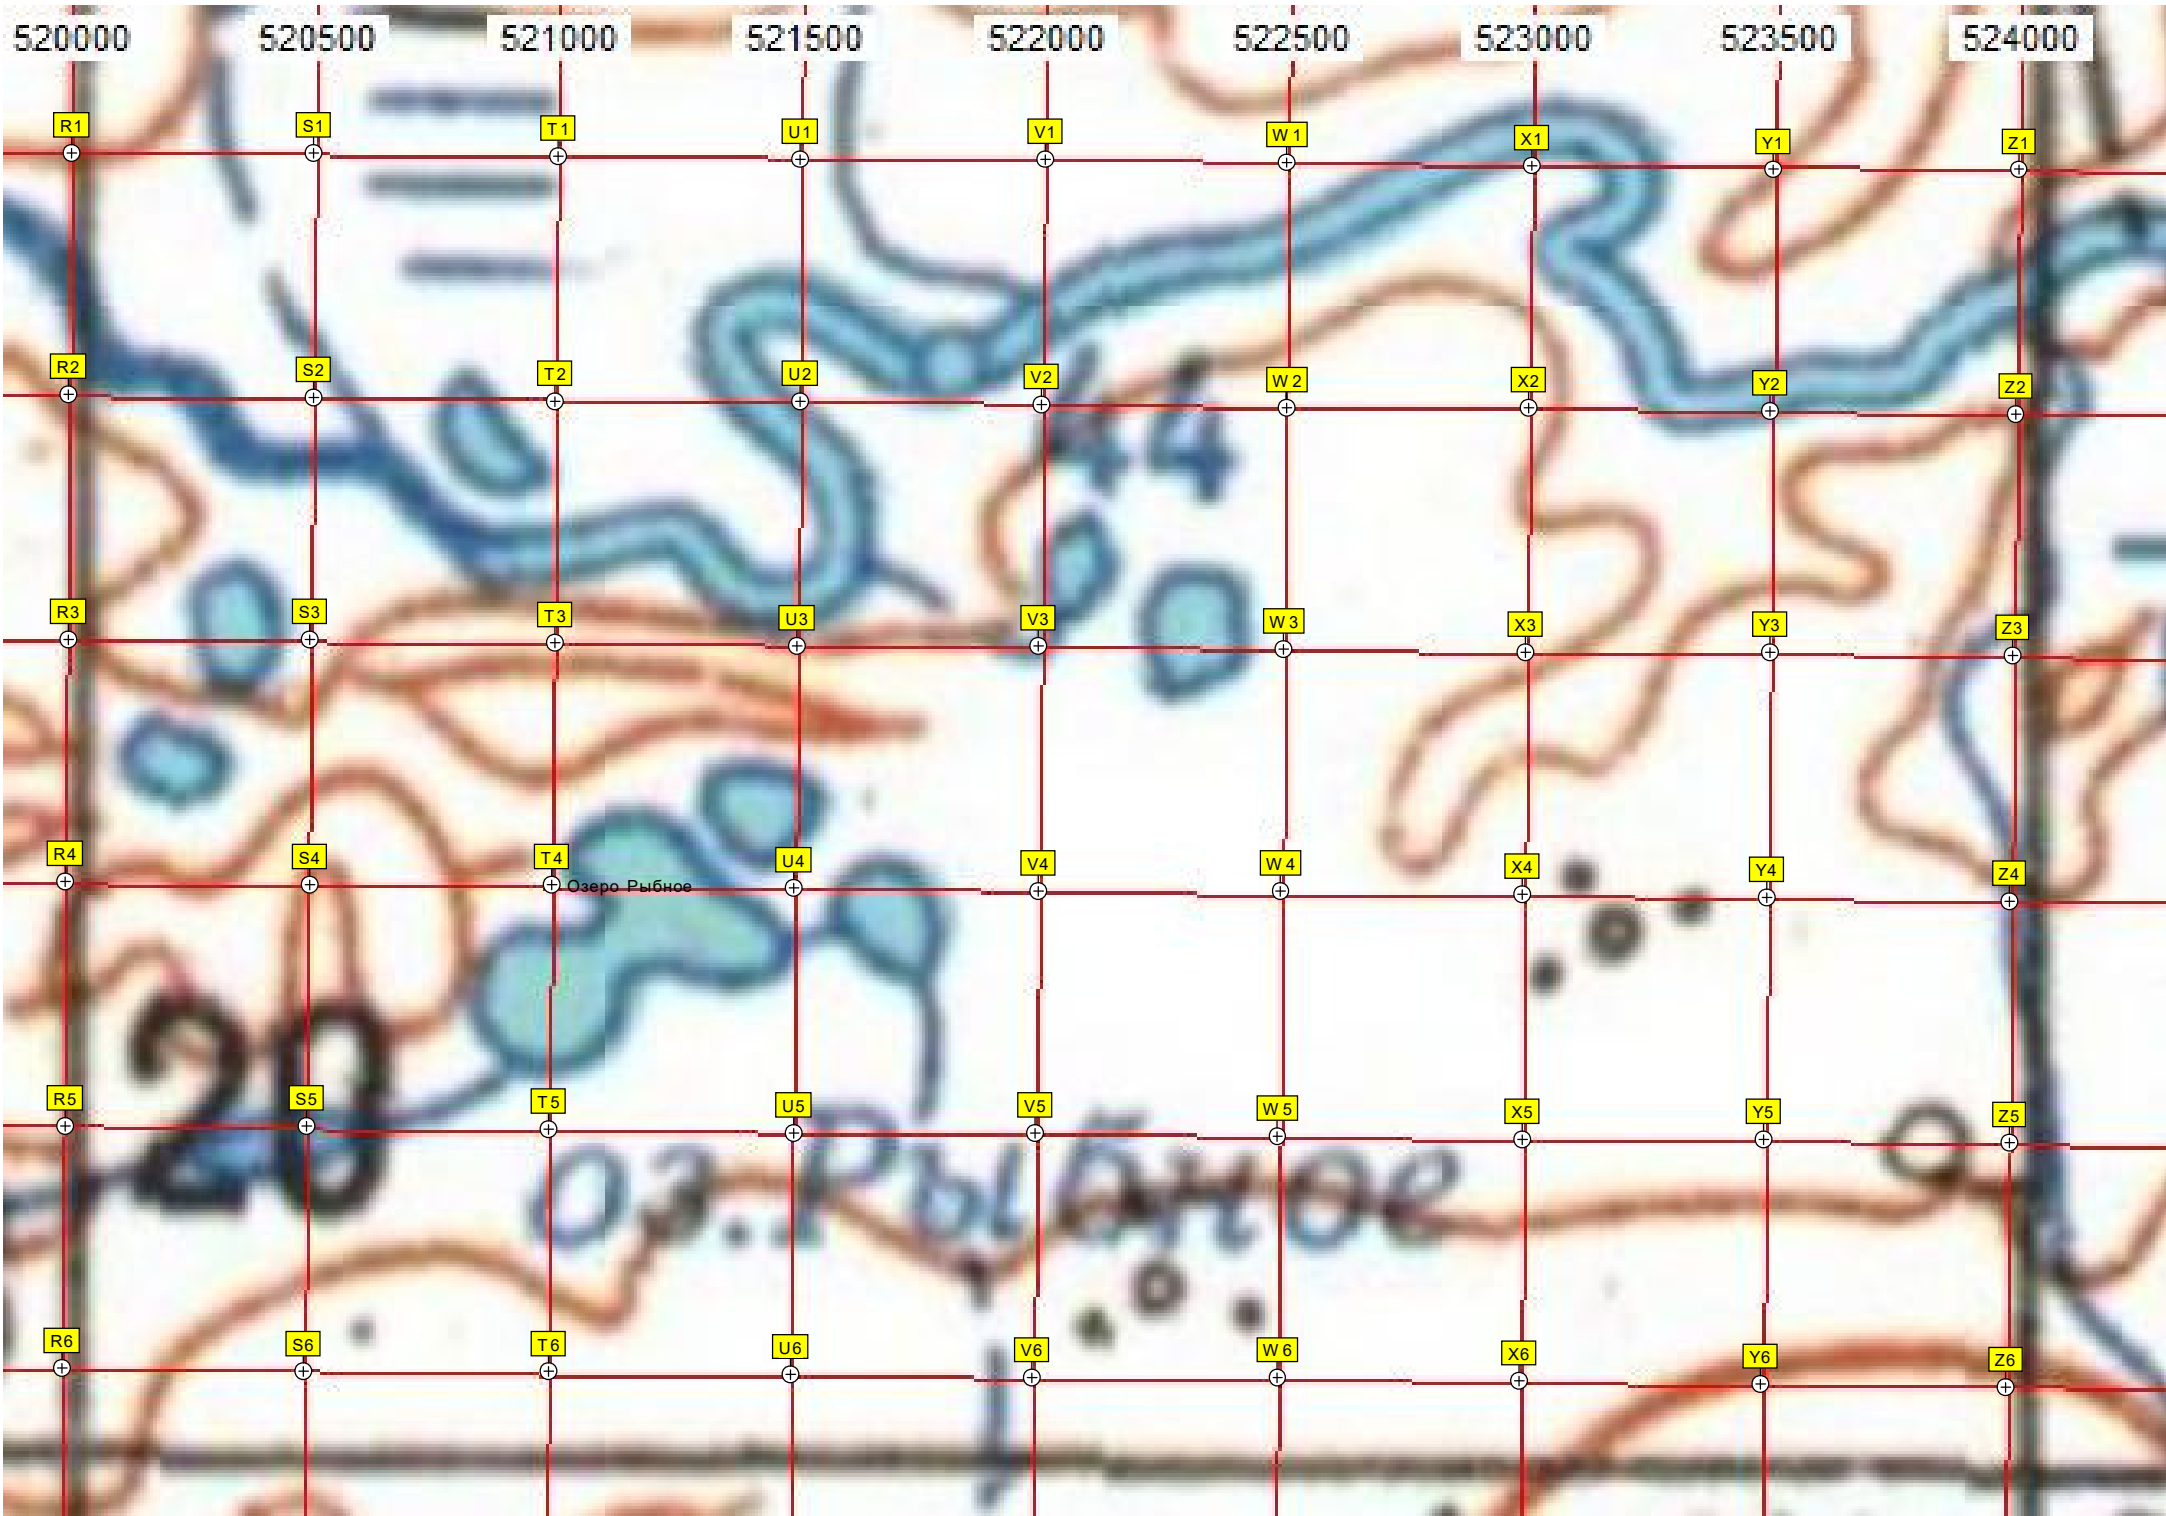 520000 520500 521000 521500 522000 522500 523000 523500 524000
R1 S1 T1 U1 V1 W1 X1 Y1 Z1
R2 S2 T2 U2 V2 W2 X2 Y2 Z2
44
R3 S3 T3 U3 V3 W3 X3 Y3 Z3
R4 S4 T4 U4 V4 W4 X4 Y4 Z4
Озеро Рыбное
20
R5 S5 T5 U5 V5 W5 X5 Y5 Z5
оз. Рыбное
R6 S6 T6 U6 V6 W6 X6 Y6 Z6